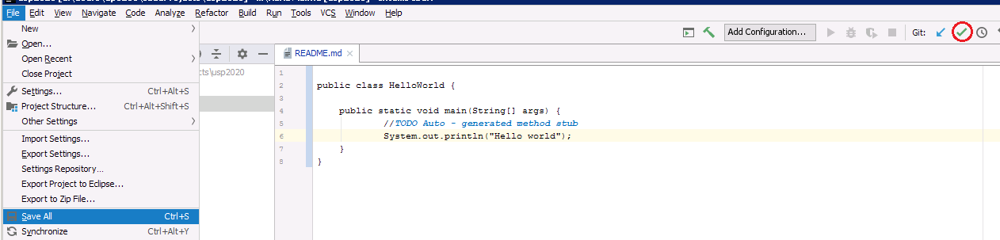 File Edit View Navigate Code Analyze Refactor Build Run Tools VCS Window Help
New
Open...
Open Recent
Close Project
Settings... Ctrl+Alt+S
Project Structure... Ctrl+Alt+Shift+S
Other Settings
Import Settings...
Export Settings...
Settings Repository...
Export Project to Eclipse...
Export to Zip File...
Save All Ctrl+S
Synchronize Ctrl+Alt+Y
Add Configuration... Git:
cts\usp2020
README.md
1
2 public class HelloWorld {
3
4 public static void main(String[] args) {
5 //TODO Auto - generated method stub
6 System.out.println("Hello world");
7 }
8 }